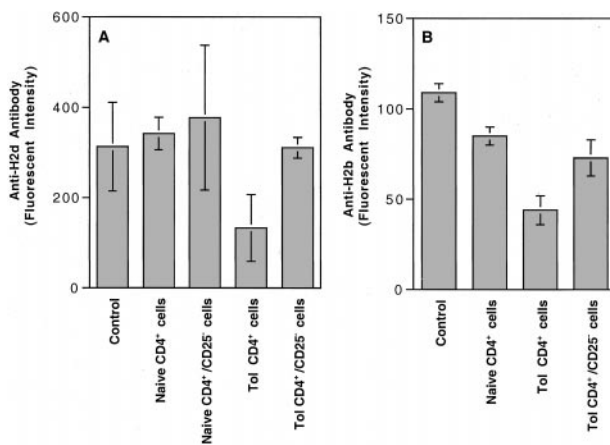 A
Anti-H2d Antibody
(Fluorescent Intensity)
600
400
200
0
Control
Naive CD4⁺ cells
Naive CD4⁺/CD25⁻ cells
Tol CD4⁺ cells
Tol CD4⁺/CD25⁻ cells
B
Anti-H2b Antibody
(Fluorescent Intensity)
150
100
50
0
Control
Naive CD4⁺ cells
Tol CD4⁺ cells
Tol CD4⁺/CD25⁻ cells